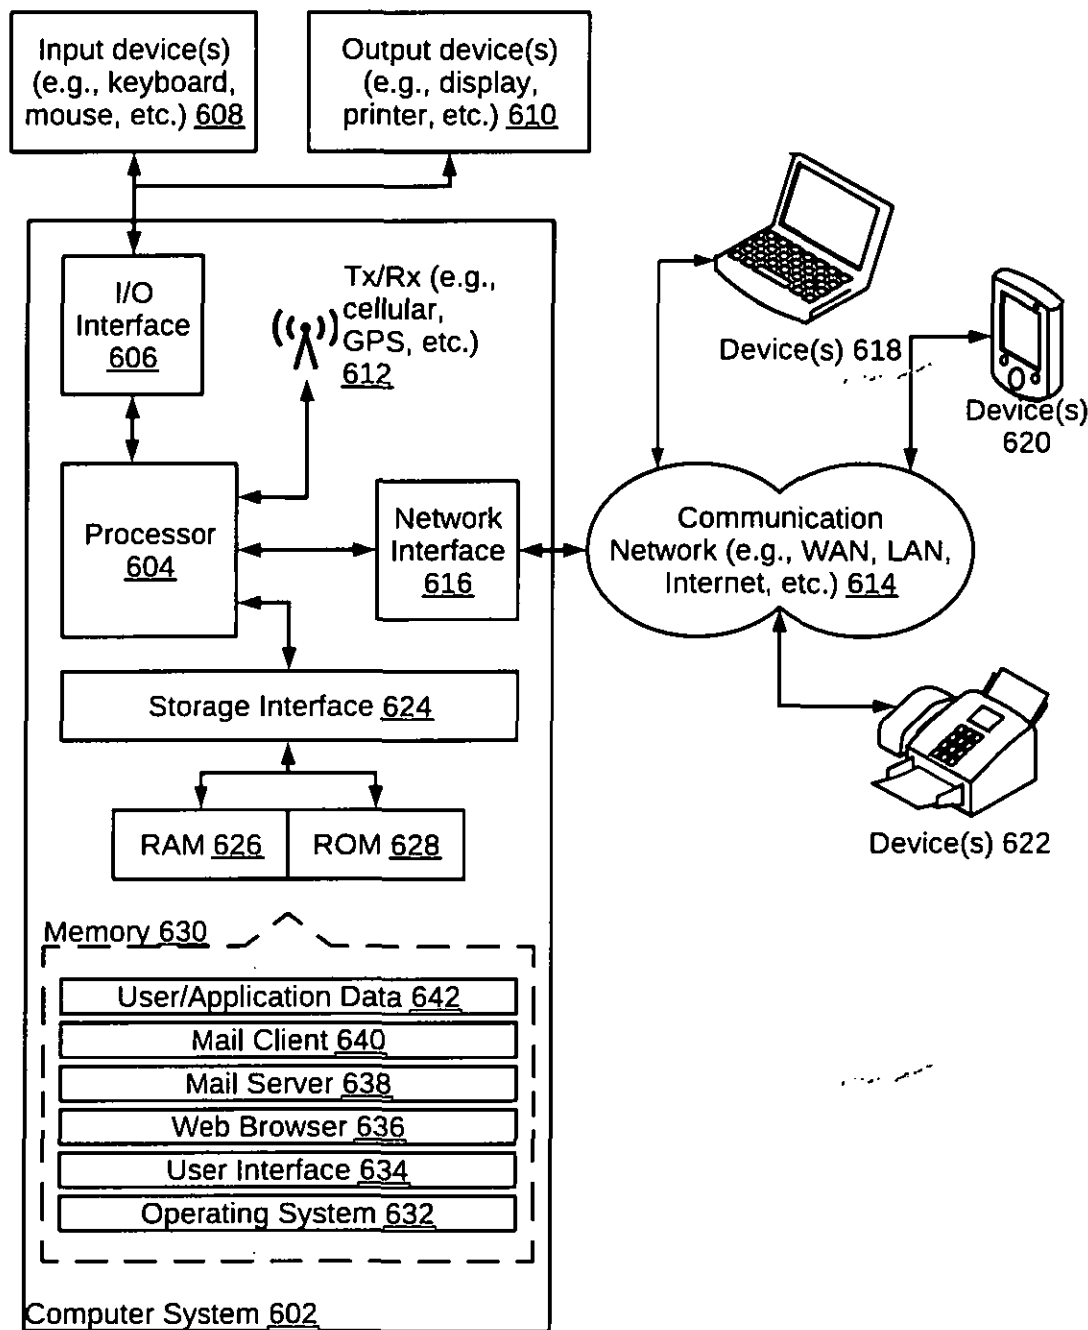 Input device(s)
(e.g., keyboard,
mouse, etc.) 608
Output device(s)
(e.g., display,
printer, etc.) 610
I/O
Interface
606
Tx/Rx (e.g.,
cellular,
GPS, etc.)
612
Processor
604
Network
Interface
616
Communication
Network (e.g., WAN, LAN,
Internet, etc.) 614
Device(s) 618
Device(s)
620
Device(s) 622
Storage Interface 624
RAM 626
ROM 628
Memory 630
User/Application Data 642
Mail Client 640
Mail Server 638
Web Browser 636
User Interface 634
Operating System 632
Computer System 602